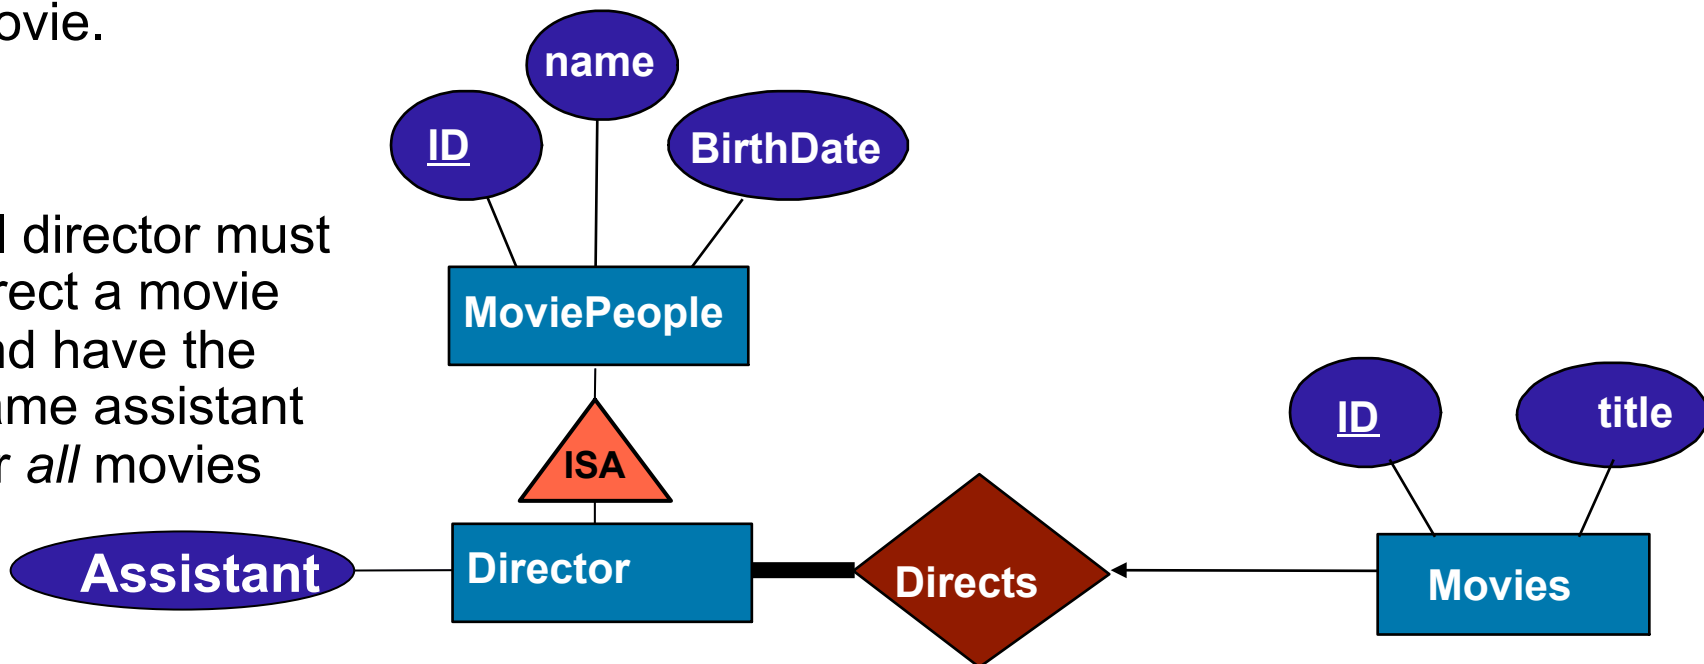 ovie.
name
ID
BirthDate
l director must
rect a movie
nd have the
ame assistant
r all movies
MoviePeople
ISA
ID
title
Assistant
Director
Directs
Movies